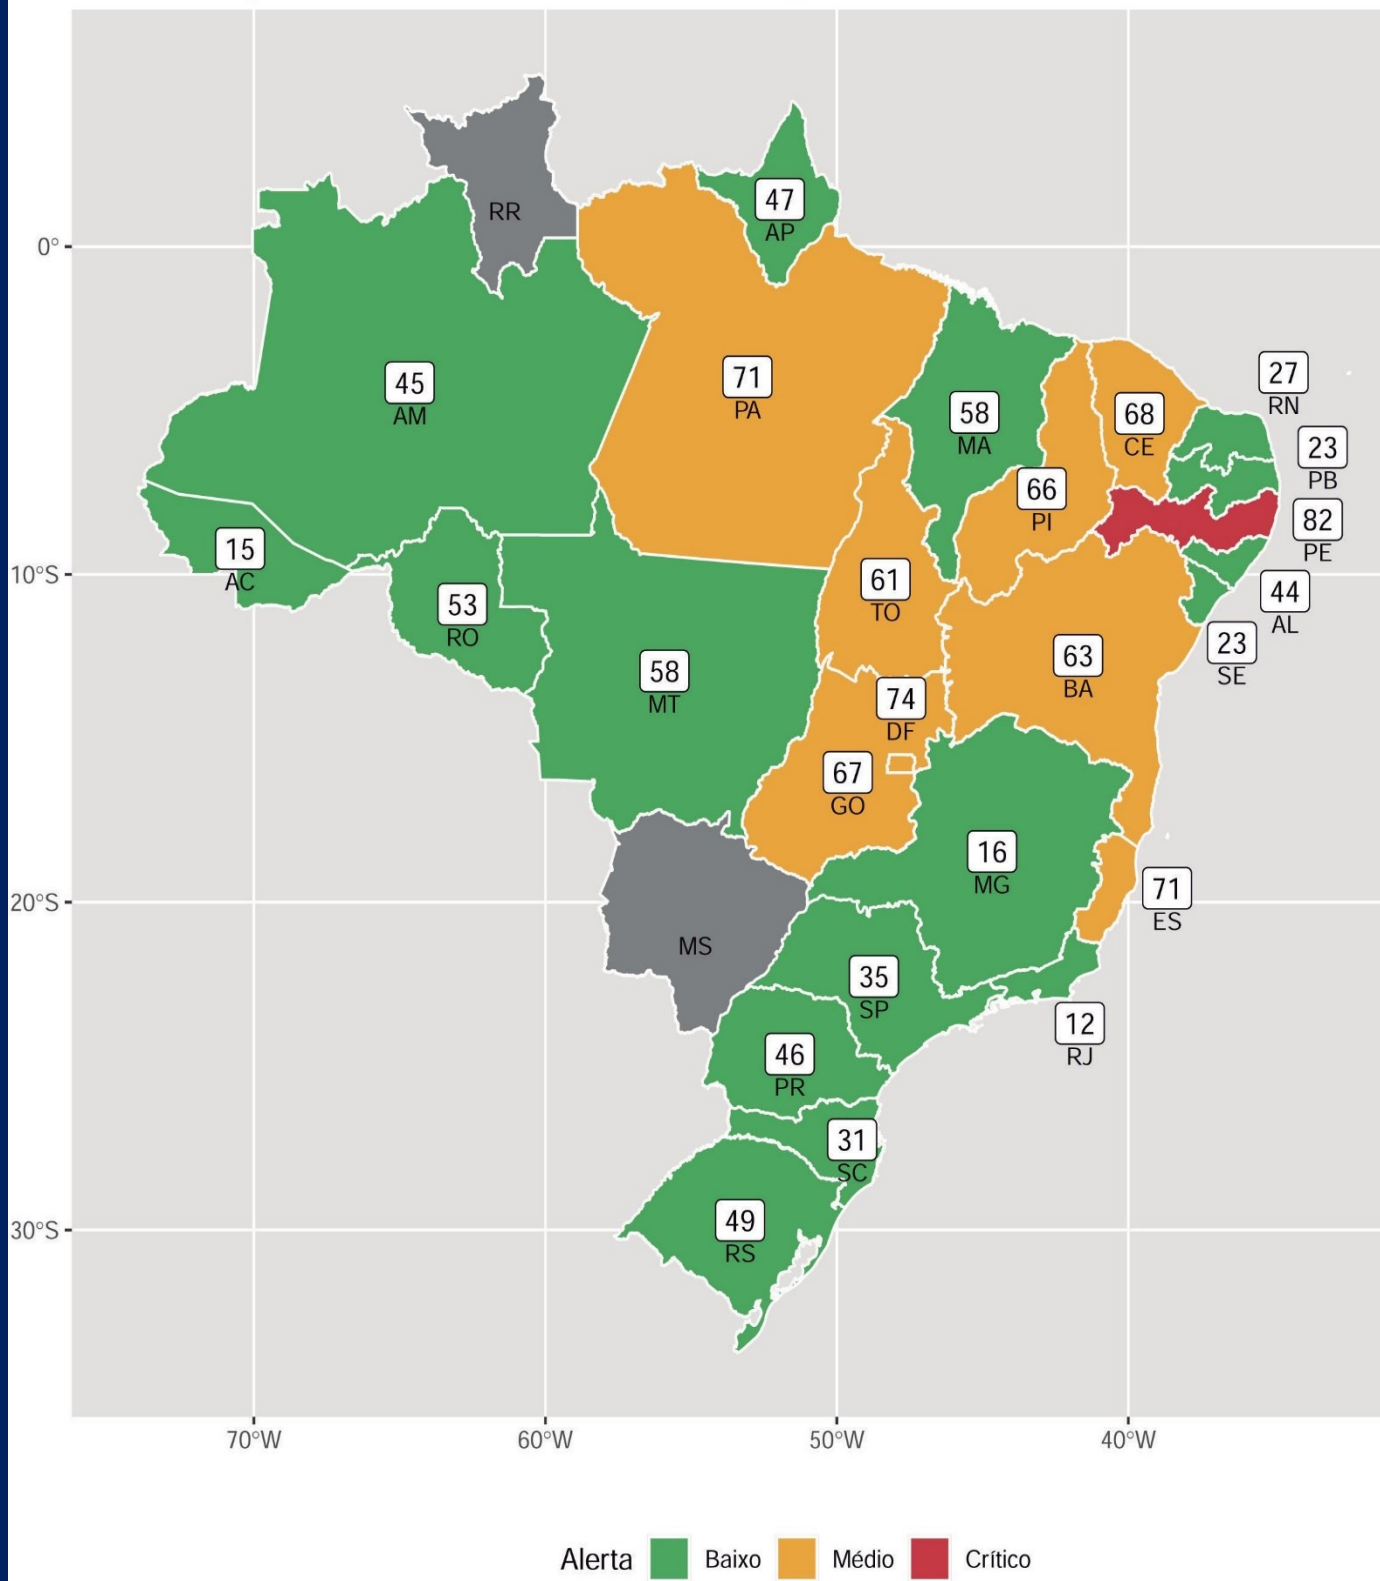 47
AP
RR
0°
45
AM
71
PA
58
MA
68
CE
27
RN
23
PB
66
PI
82
PE
15
AC
10°S
53
RO
61
TO
44
AL
23
SE
58
MT
63
BA
74
DF
67
GO
16
MG
71
ES
20°S
MS
35
SP
12
RJ
46
PR
31
SC
49
RS
30°S
70°W 60°W 50°W 40°W
Alerta Baixo Médio Crítico